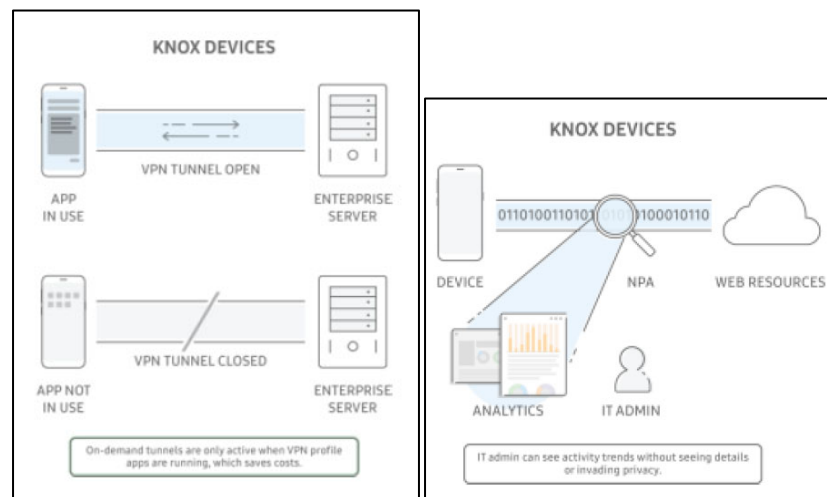 KNOX DEVICES
VPN TUNNEL OPEN
APP
IN USE
ENTERPRISE
SERVER
VPN TUNNEL CLOSED
APP NOT
IN USE
ENTERPRISE
SERVER
On-demand tunnels are only active when VPN profile
apps are running, which saves costs.
KNOX DEVICES
0110100110101 01010 0100010110
DEVICE
NPA
WEB RESOURCES
ANALYTICS
IT ADMIN
IT admin can see activity trends without seeing details
or invading privacy.